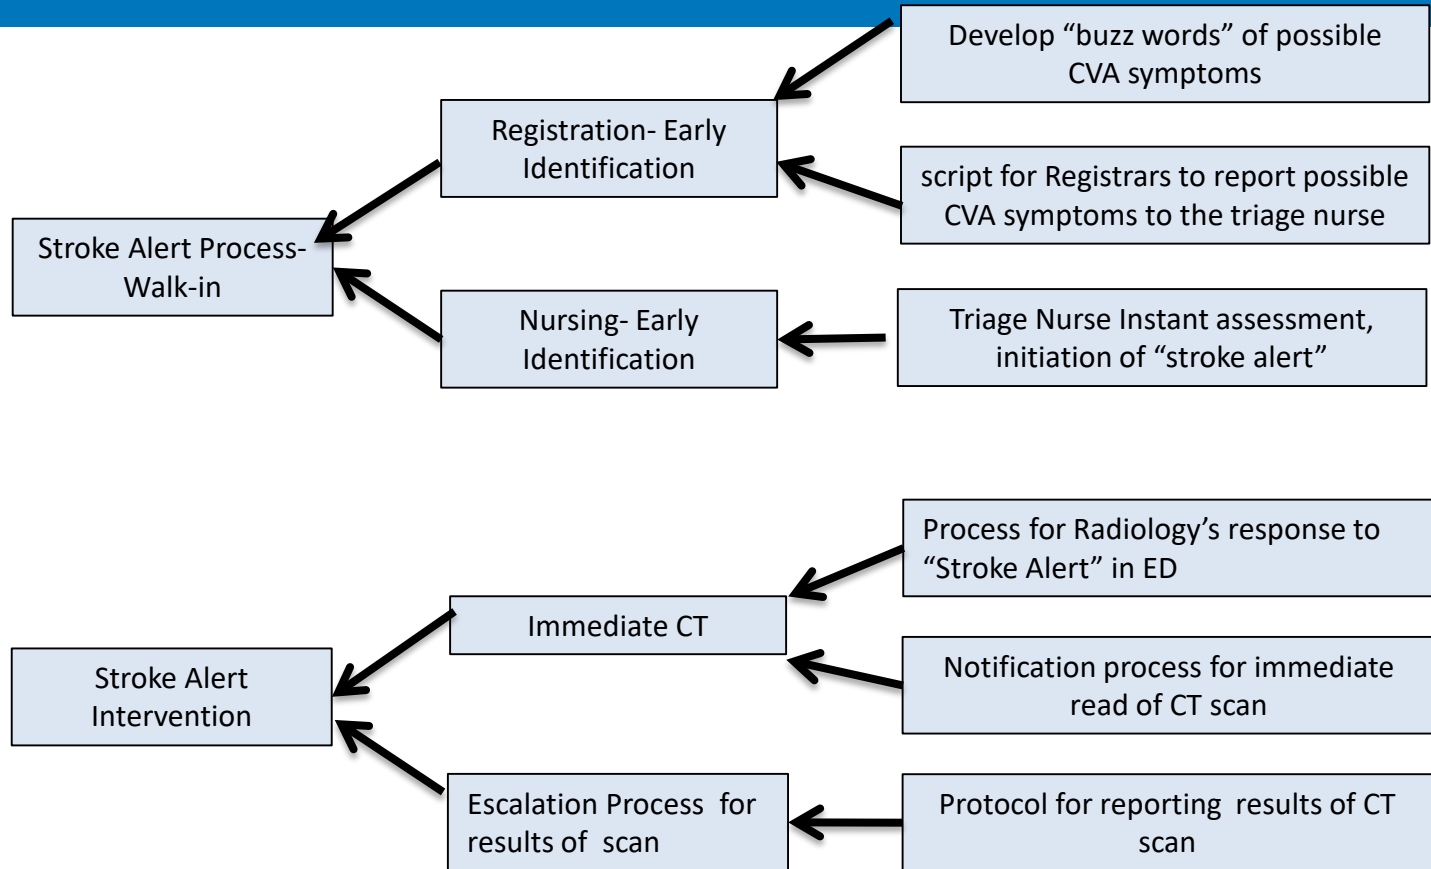 Develop “buzz words” of possible
CVA symptoms
Registration- Early
Identification
script for Registrars to report possible
CVA symptoms to the triage nurse
Stroke Alert Process-
Walk-in
Nursing- Early
Identification
Triage Nurse Instant assessment,
initiation of “stroke alert”
Process for Radiology’s response to
“Stroke Alert” in ED
Immediate CT
Notification process for immediate
read of CT scan
Stroke Alert
Intervention
Escalation Process  for
results of  scan
Protocol for reporting  results of CT
scan